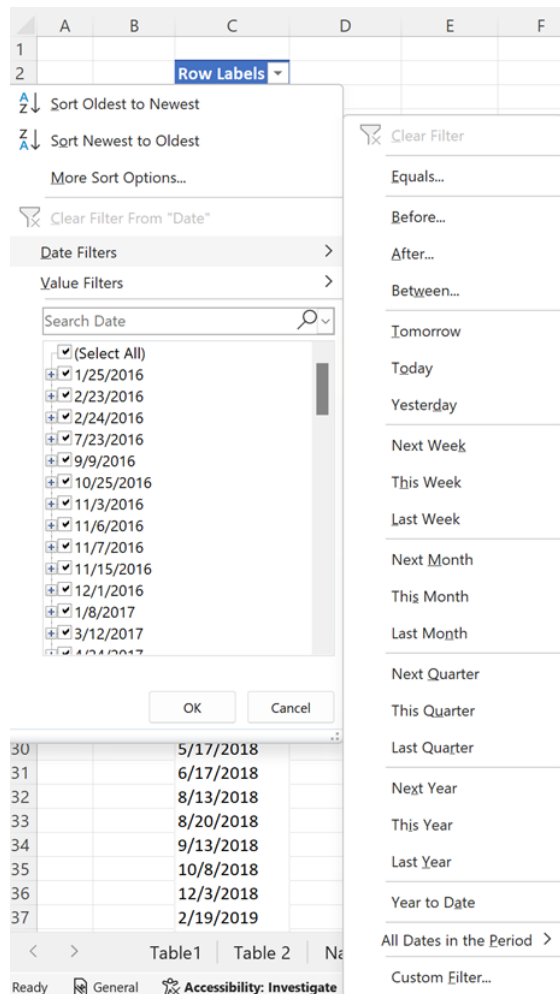 A B C D E F
1
2 Row Labels
Sort Oldest to Newest
Sort Newest to Oldest
More Sort Options...
Clear Filter From "Date"
Date Filters
Value Filters
Search Date
(Select All)
1/25/2016
2/23/2016
2/24/2016
7/23/2016
9/9/2016
10/25/2016
11/3/2016
11/6/2016
11/7/2016
11/15/2016
12/1/2016
1/8/2017
3/12/2017
4/24/2017
OK Cancel
Clear Filter
Equals...
Before...
After...
Between...
Tomorrow
Today
Yesterday
Next Week
This Week
Last Week
Next Month
This Month
Last Month
Next Quarter
This Quarter
Last Quarter
Next Year
This Year
Last Year
Year to Date
All Dates in the Period
Custom Filter...
30 5/17/2018
31 6/17/2018
32 8/13/2018
33 8/20/2018
34 9/13/2018
35 10/8/2018
36 12/3/2018
37 2/19/2019
Table1 Table 2 Na
Ready General Accessibility: Investigate